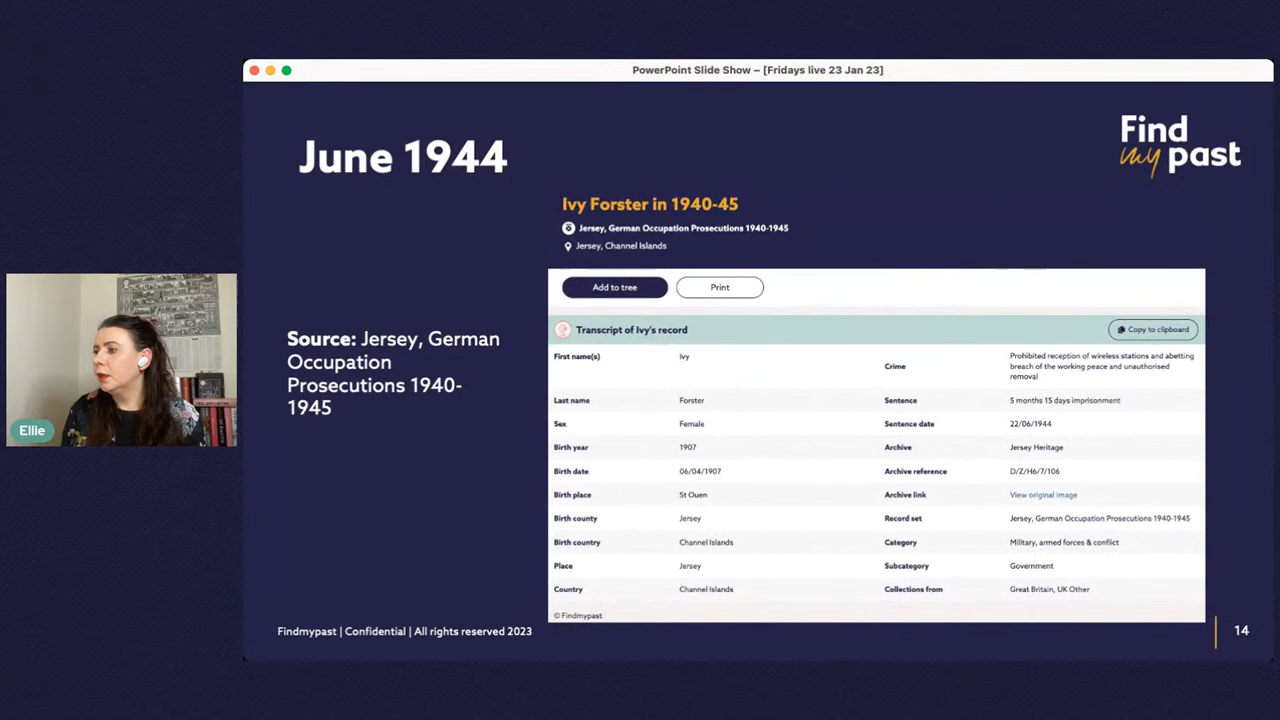 PowerPoint Slide Show – [Fridays live 23 Jan 23]
June 1944
Find
my past
Ivy Forster in 1940-45
Jersey, German Occupation Prosecutions 1940-1945
Jersey, Channel Islands
Add to tree
Print
Transcript of Ivy's record
Copy to clipboard
Source: Jersey, German
Occupation
Prosecutions 1940-
1945
First name(s) Ivy
Last name Forster
Sex Female
Birth year 1907
Birth date 06/04/1907
Birth place St Ouen
Birth county Jersey
Birth country Channel Islands
Place Jersey
Country Channel Islands
Crime Prohibited reception of wireless stations and abetting
breach of the working peace and unauthorised
removal
Sentence 5 months 15 days imprisonment
Sentence date 22/06/1944
Archive Jersey Heritage
Archive reference D/Z/H6/7/106
Archive link View original image
Record set Jersey, German Occupation Prosecutions 1940-1945
Category Military, armed forces & conflict
Subcategory Government
Collections from Great Britain, UK Other
© Findmypast
Ellie
Findmypast | Confidential | All rights reserved 2023
14